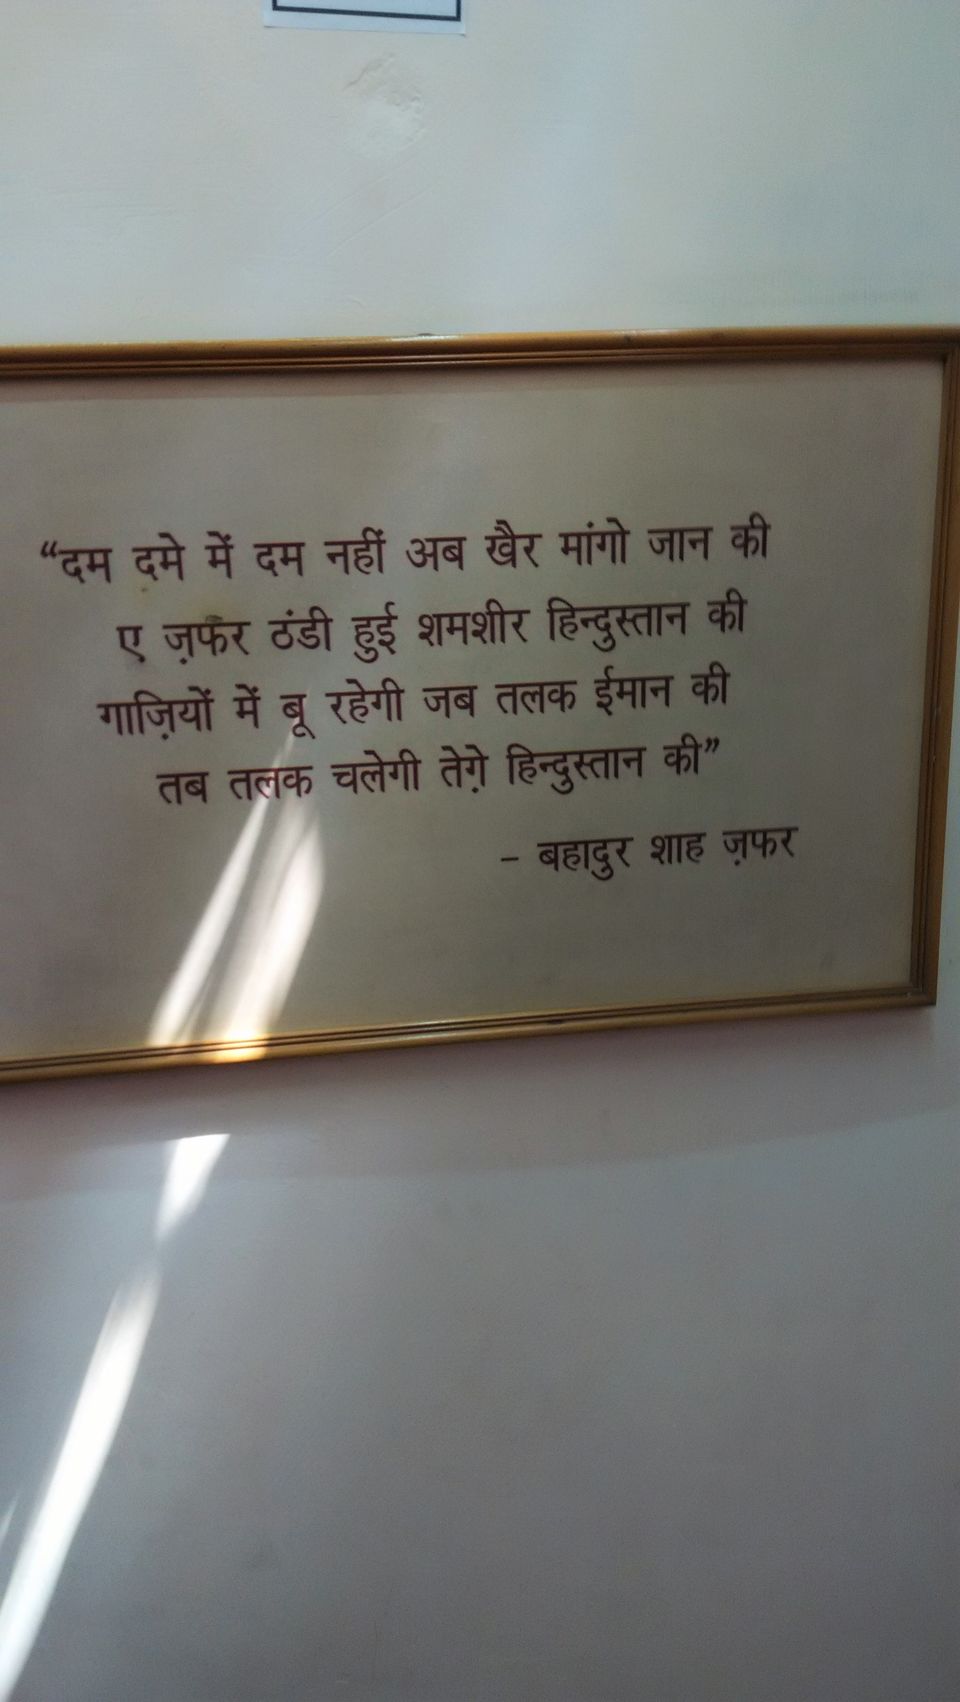 “दम दमे में दम नहीं अब खैर मांगो जान की
ए ज़फर ठंडी हुई शमशीर हिन्दुस्तान की
गाज़ियों में बू रहेगी जब तलक ईमान की
तब तलक चलेगी तेग़े हिन्दुस्तान की”
– बहादुर शाह ज़फर